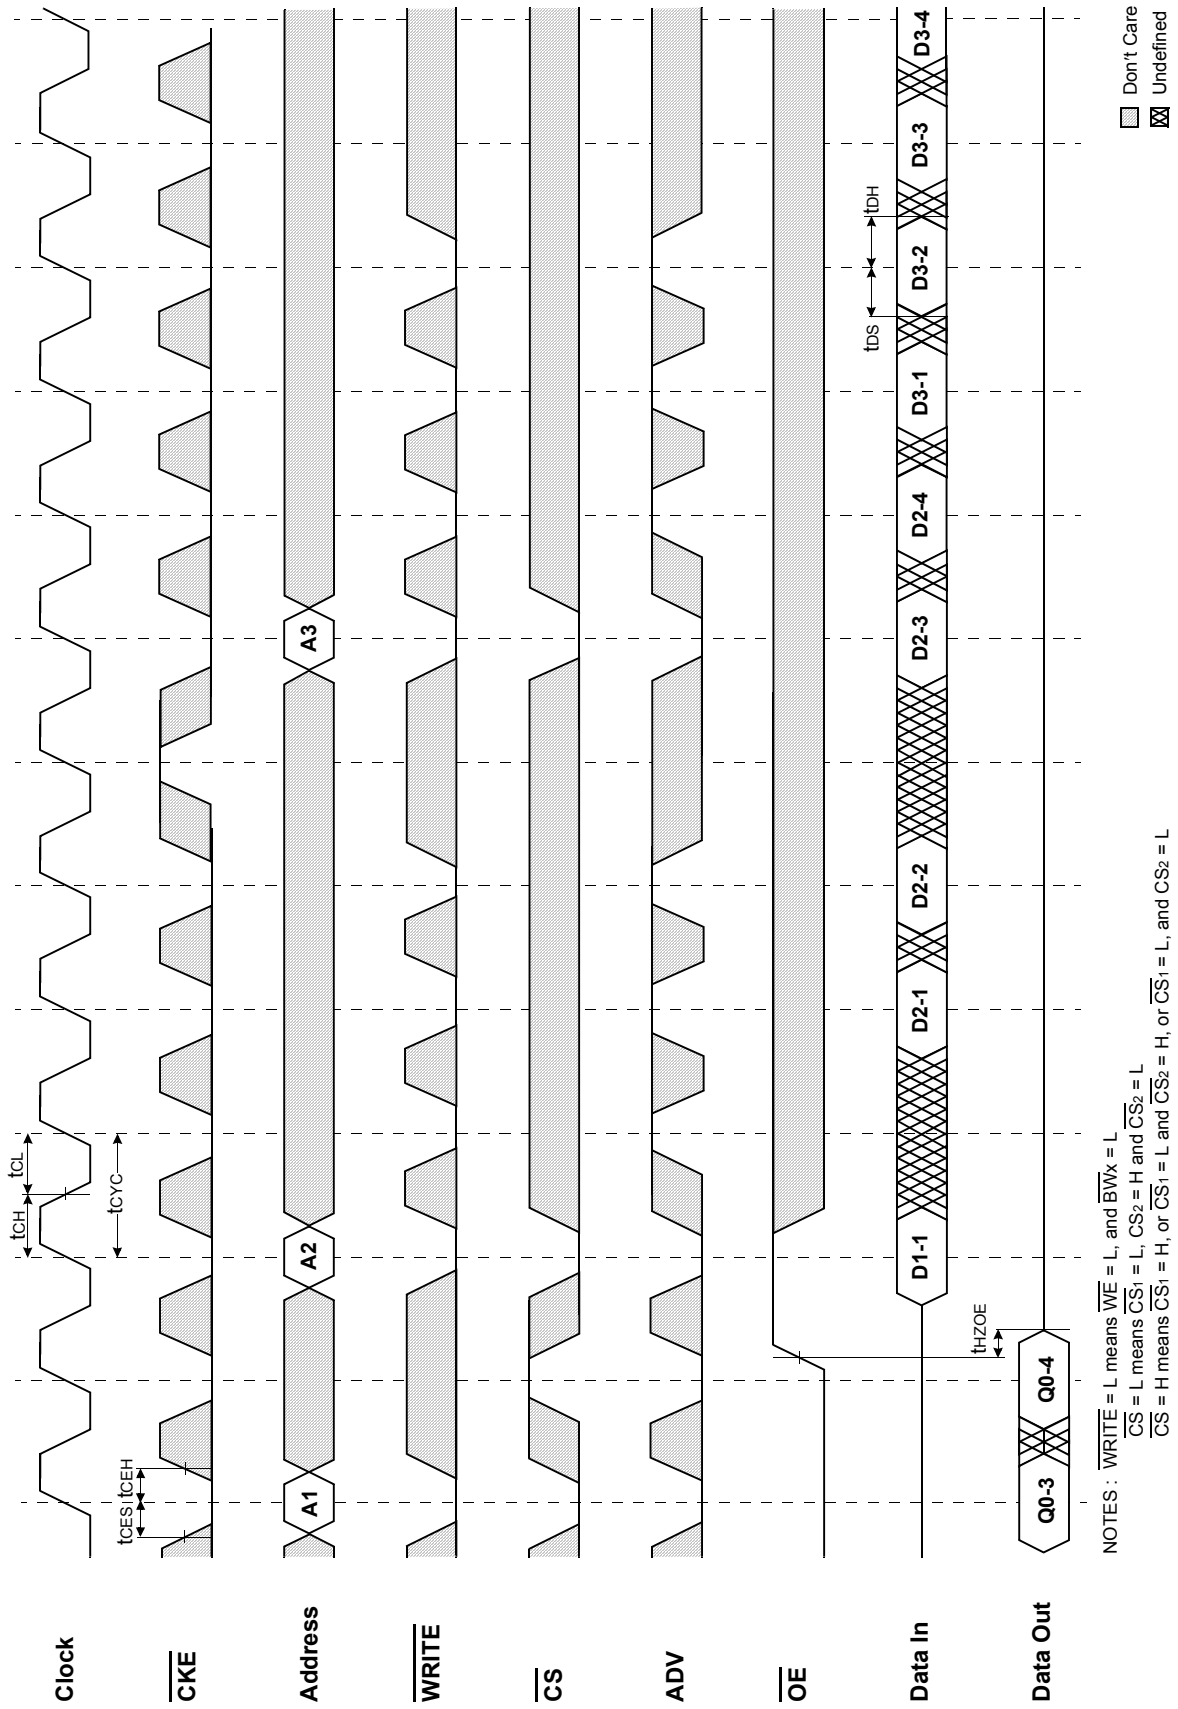 Clock
tCH tCL
tCYC
CKE
tCES tCEH
Address
A1 A2 A3
WRITE
CS
ADV
OE
tHZOE
Data In
D1-1 D2-1 D2-2 D2-3 D2-4 D3-1 D3-2 D3-3 D3-4
tDS tDH
Data Out
Q0-3 Q0-4
NOTES : WRITE = L means WE = L, and BWx = L
CS = L means CS1 = L, CS2 = H and CS2 = L
CS = H means CS1 = H, or CS1 = L and CS2 = H, or CS1 = L, and CS2 = L
Don't Care
Undefined